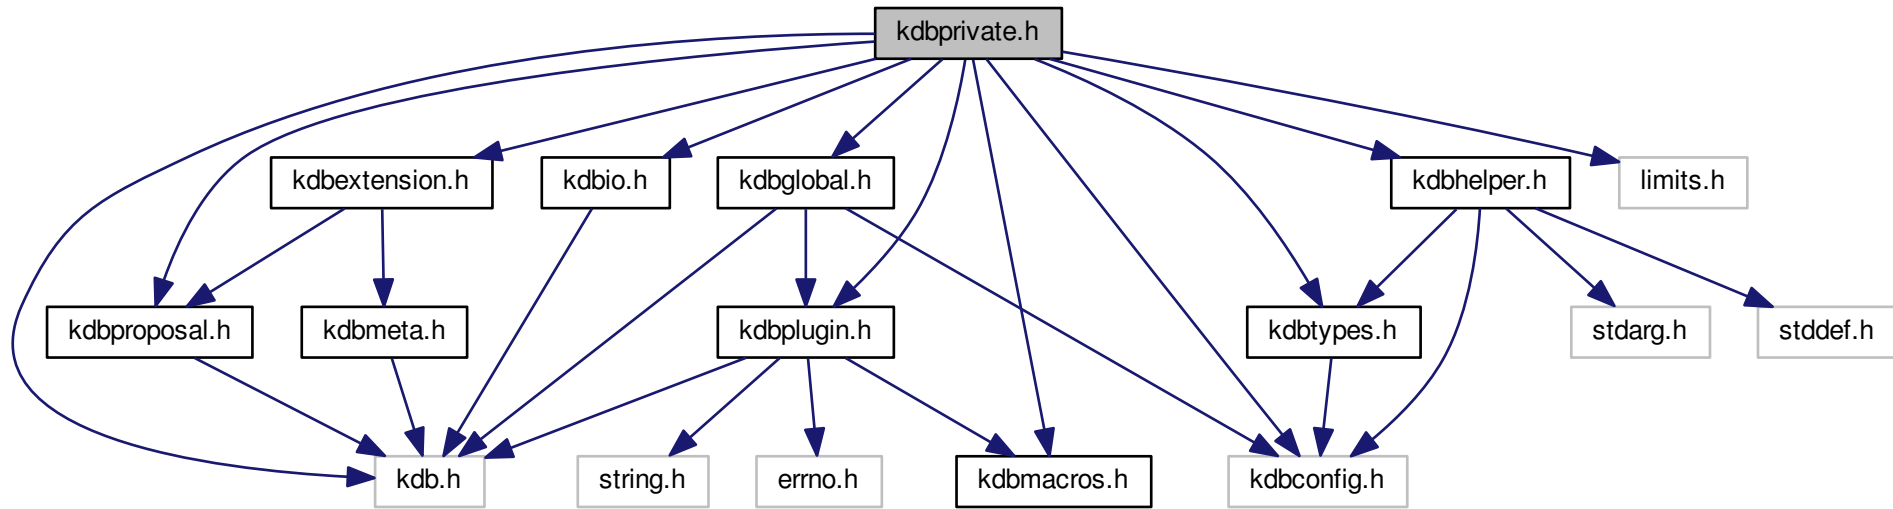 kdbprivate.h
kdbextension.h
kdbio.h
kdbglobal.h
kdbhelper.h
limits.h
kdbproposal.h
kdbmeta.h
kdbplugin.h
kdbtypes.h
stdarg.h
stddef.h
kdb.h
string.h
errno.h
kdbmacros.h
kdbconfig.h